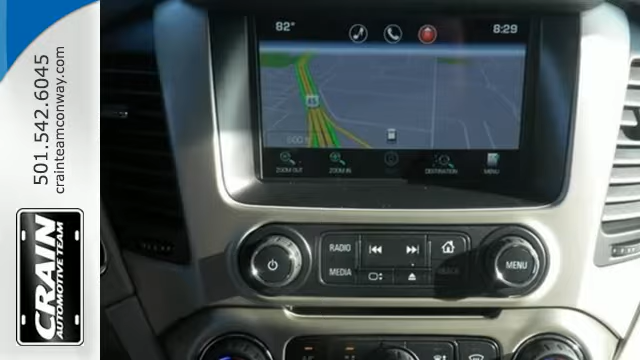 501.542.6045
crainteamconway.com
CRAIN
AUTOMOTIVE TEAM
82°
8:29
ZOOM OUT
ZOOM IN
DESTINATION
MENU
RADIO
MEDIA
BACK
MENU